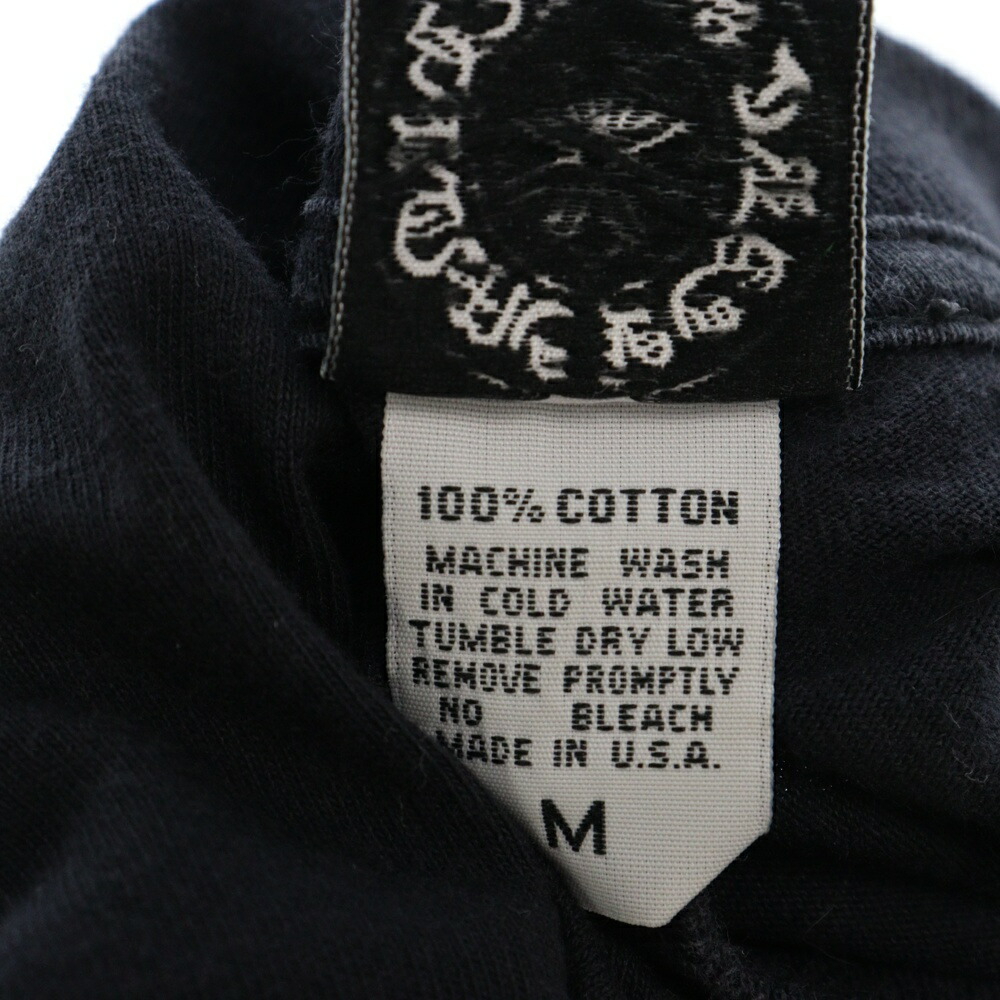 100% COTTON
MACHINE WASH
IN COLD WATER
TUMBLE DRY LOW
REMOVE PROMPTLY
NO BLEACH
MADE IN U.S.A.
M